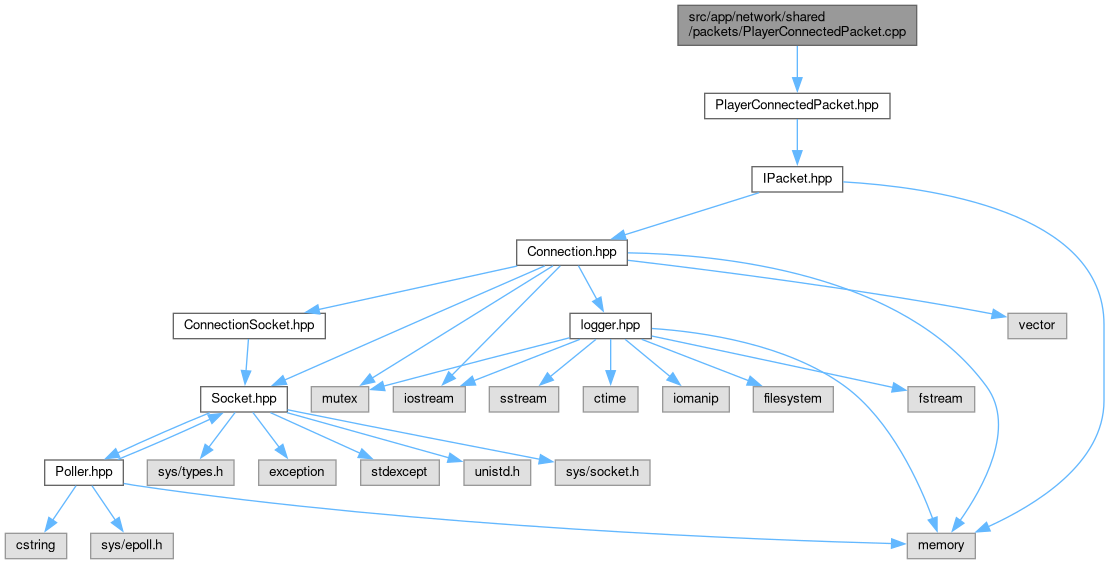 src/app/network/shared
/packets/PlayerConnectedPacket.cpp
PlayerConnectedPacket.hpp
IPacket.hpp
Connection.hpp
ConnectionSocket.hpp
logger.hpp
vector
Socket.hpp
mutex
iostream
sstream
ctime
iomanip
filesystem
fstream
Poller.hpp
sys/types.h
exception
stdexcept
unistd.h
sys/socket.h
cstring
sys/epoll.h
memory